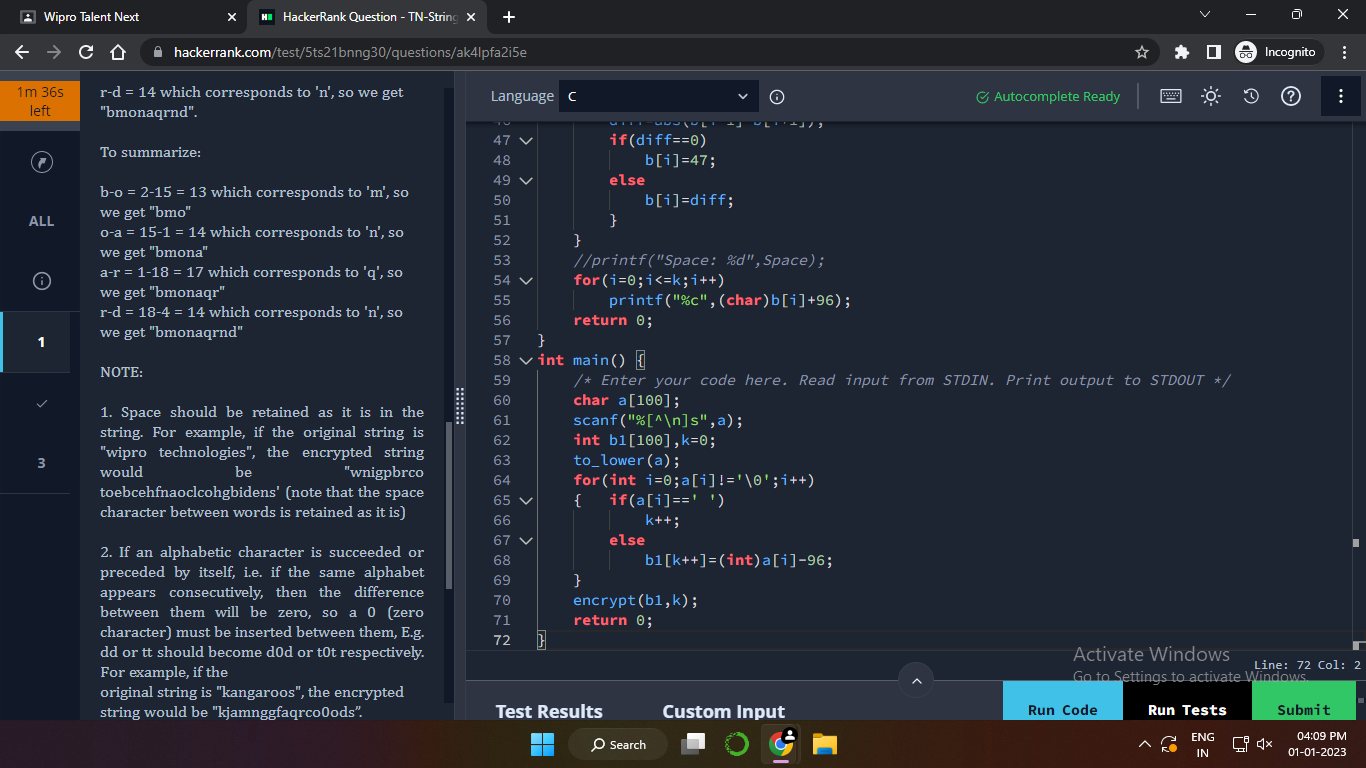 Wipro Talent Next
HackerRank Question - TN-String
hackerrank.com/test/5ts21bnng30/questions/ak4lpfa2i5e
Incognito
1m 36s
left
ALL
1
3
r-d = 14 which corresponds to 'n', so we get
"bmonaqrnd".
To summarize:
b-o = 2-15 = 13 which corresponds to 'm', so
we get "bmo"
o-a = 15-1 = 14 which corresponds to 'n', so
we get "bmona"
a-r = 1-18 = 17 which corresponds to 'q', so
we get "bmonaqr"
r-d = 18-4 = 14 which corresponds to 'n', so
we get "bmonaqrnd"
NOTE:
1. Space should be retained as it is in the
string. For example, if the original string is
"wipro technologies", the encrypted string
would be "wnigpbrco
toebcehfnaoclcohgbidens' (note that the space
character between words is retained as it is)
2. If an alphabetic character is succeeded or
preceded by itself, i.e. if the same alphabet
appears consecutively, then the difference
between them will be zero, so a 0 (zero
character) must be inserted between them, E.g.
dd or tt should become d0d or t0t respectively.
For example, if the
original string is "kangaroos", the encrypted
string would be "kjamnggfaqrco0ods".
Language C
Autocomplete Ready
46 diff=abs(b[i-1]-b[i+1]);
47 if(diff==0)
48 b[i]=47;
49 else
50 b[i]=diff;
51 }
52 }
53 //printf("Space: %d",Space);
54 for(i=0;i<=k;i++)
55 printf("%c",(char)b[i]+96);
56 return 0;
57 }
58 int main() {
59 /* Enter your code here. Read input from STDIN. Print output to STDOUT */
60 char a[100];
61 scanf("%[^\n]s",a);
62 int b1[100],k=0;
63 to_lower(a);
64 for(int i=0;a[i]!='\0';i++)
65 { if(a[i]==' ')
66 k++;
67 else
68 b1[k++]=(int)a[i]-96;
69 }
70 encrypt(b1,k);
71 return 0;
72 }
Activate Windows
Go to Settings to activate Windows.
Line: 72 Col: 2
Test Results
Custom Input
Run Code
Run Tests
Submit
Search
ENG
IN
04:09 PM
01-01-2023